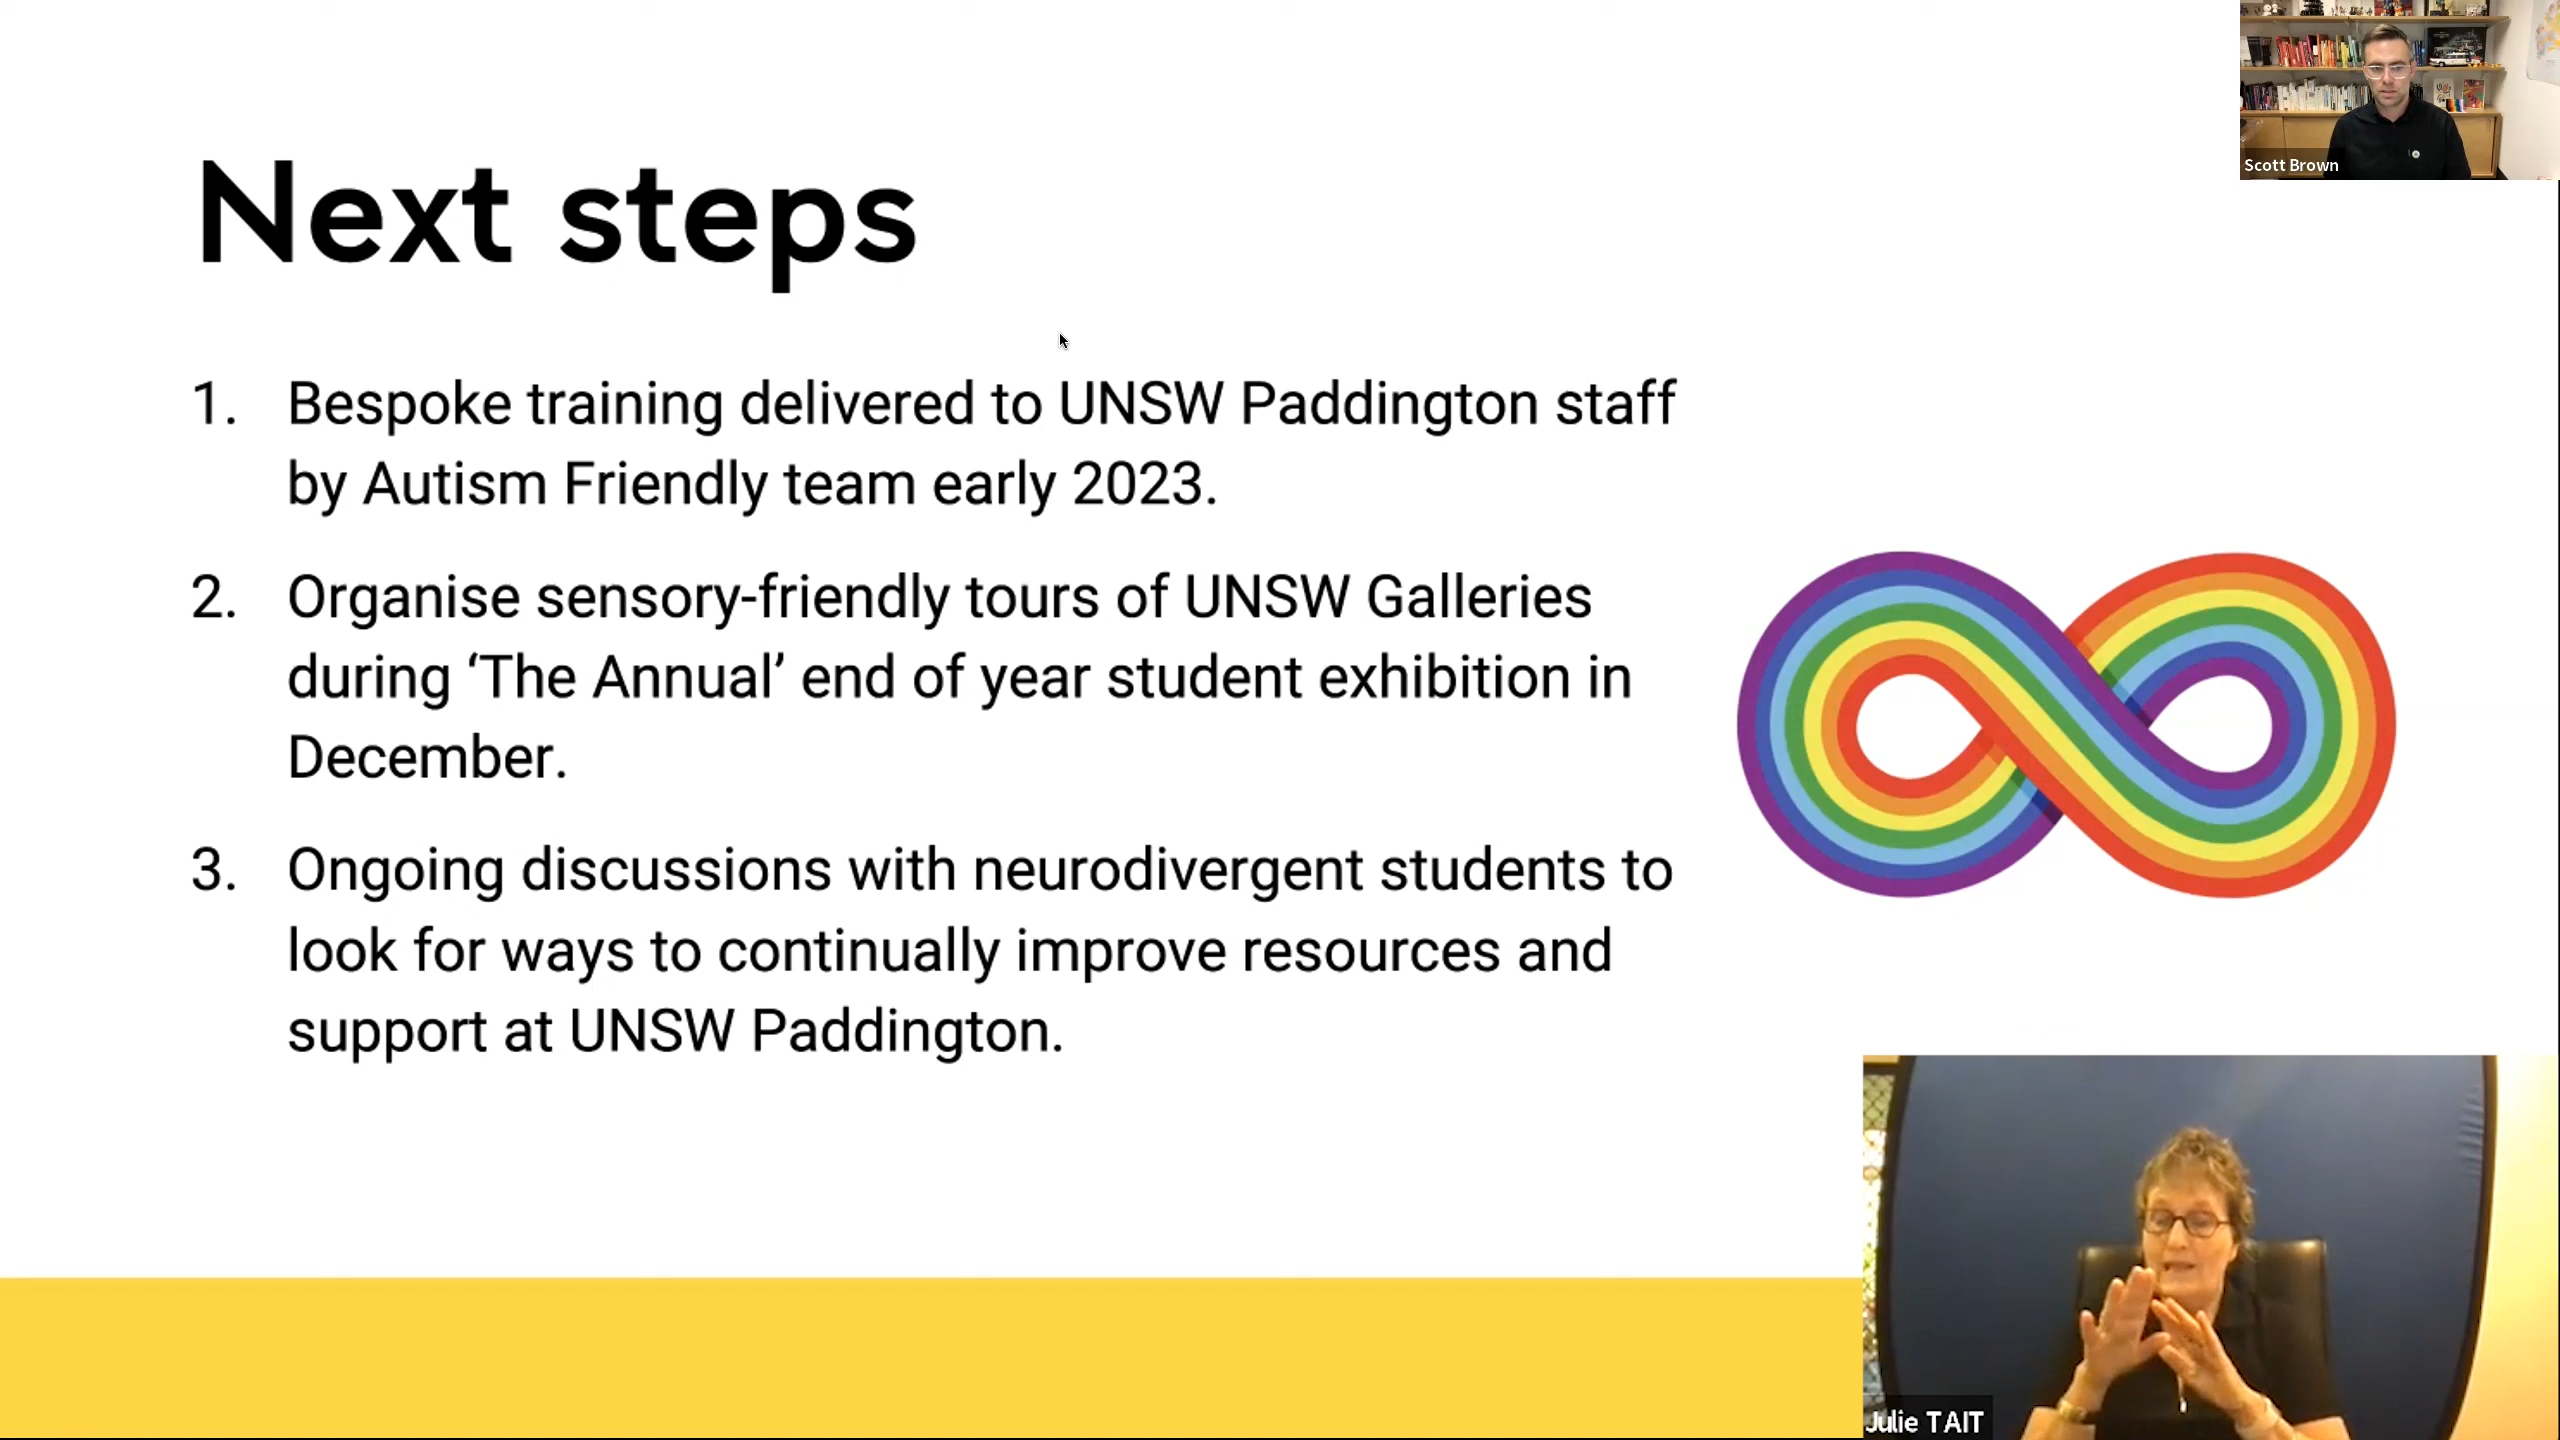 Scott Brown
Next steps
1. Bespoke training delivered to UNSW Paddington staff
by Autism Friendly team early 2023.
2. Organise sensory-friendly tours of UNSW Galleries
during ‘The Annual’ end of year student exhibition in
December.
3. Ongoing discussions with neurodivergent students to
look for ways to continually improve resources and
support at UNSW Paddington.
Julie TAIT